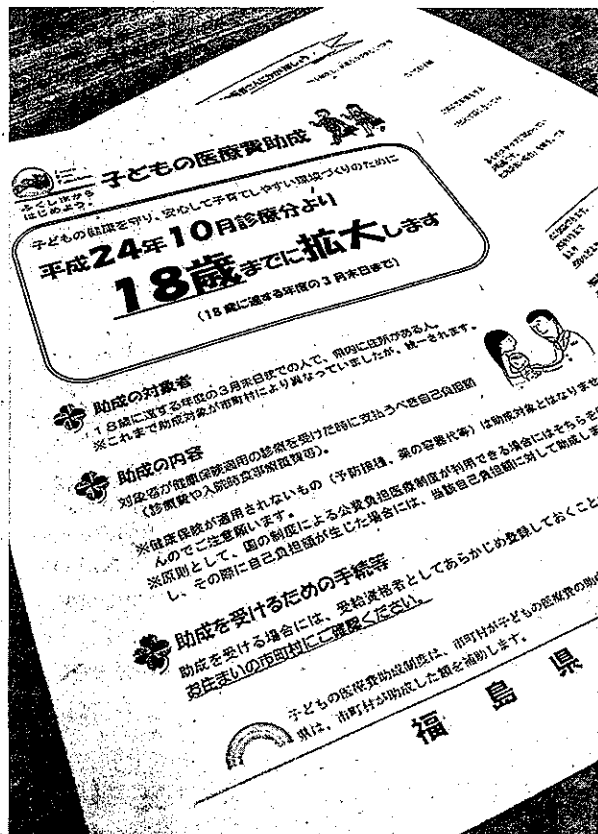 ふくしまから
はじめよう。
子どもの医療費助成
子どもの健康を守り、安心して子育てしやすい環境づくりのために
平成24年10月診療分より
18歳までに拡大します
(18歳に達する年度の3月末日まで)
助成の対象者
18歳に達する年度の3月末日までの人で、県内に住所がある人。
※これまで助成対象が市町村により異なっていましたが、統一されます。
助成の内容
対象者が健康保険適用の診療を受けた時に支払うべき自己負担額
(診療費や入院時食事療養費等)。
※健康保険が適用されないもの(予防接種、薬の容器代等)は助成対象とはなりませ
んのでご注意願います。
※原則として、国の制度による公費負担医療制度が利用できる場合にはそちらを
し、その際に自己負担額が生じた場合には、当該自己負担額に対して助成しま
助成を受けるための手続等
助成を受ける場合には、受給資格者としてあらかじめ登録しておくこと
お住まいの市町村にご確認ください。
子どもの医療費助成制度は、市町村が子どもの医療費の助
県は、市町村が助成した額を補助します。
福島県